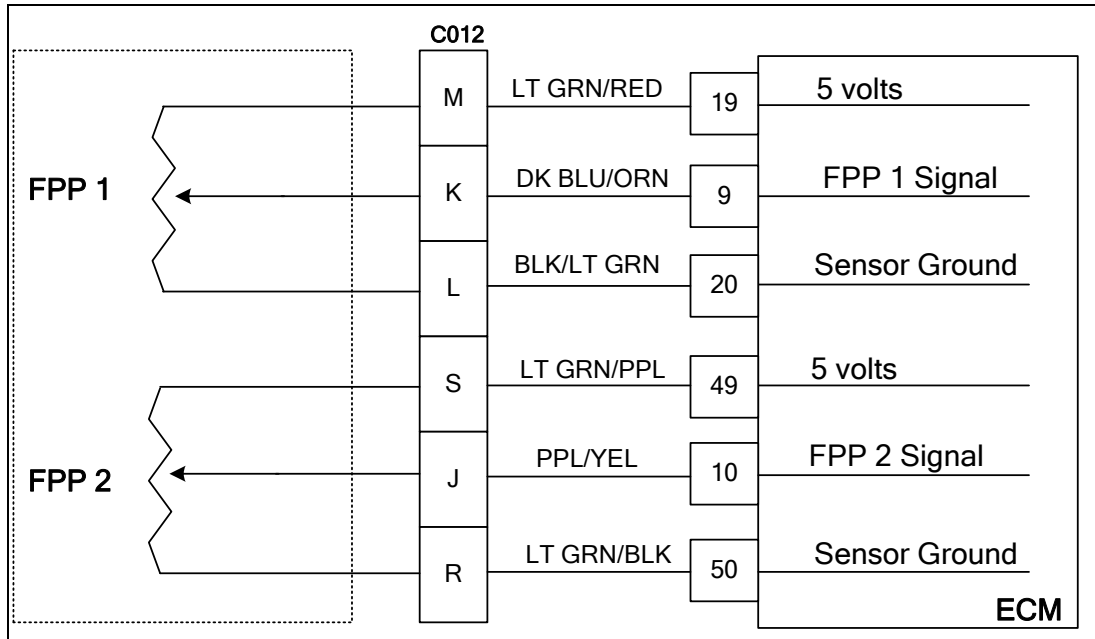 C012
M LT GRN/RED 19 5 volts
FPP 1 K DK BLU/ORN 9 FPP 1 Signal
L BLK/LT GRN 20 Sensor Ground
S LT GRN/PPL 49 5 volts
FPP 2 J PPL/YEL 10 FPP 2 Signal
R LT GRN/BLK 50 Sensor Ground
ECM